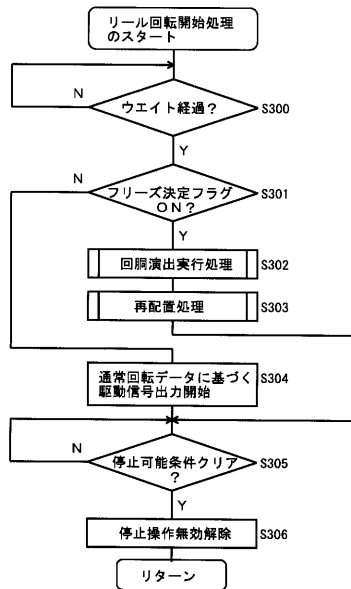 リール回転開始処理
のスタート
N
ウエイト経過?
S300
Y
N
フリーズ決定フラグ
ON?
S301
Y
回胴演出実行処理
S302
再配置処理
S303
通常回転データに基づく
駆動信号出力開始
S304
N
停止可能条件クリア
?
S305
Y
停止操作無効解除
S306
リターン